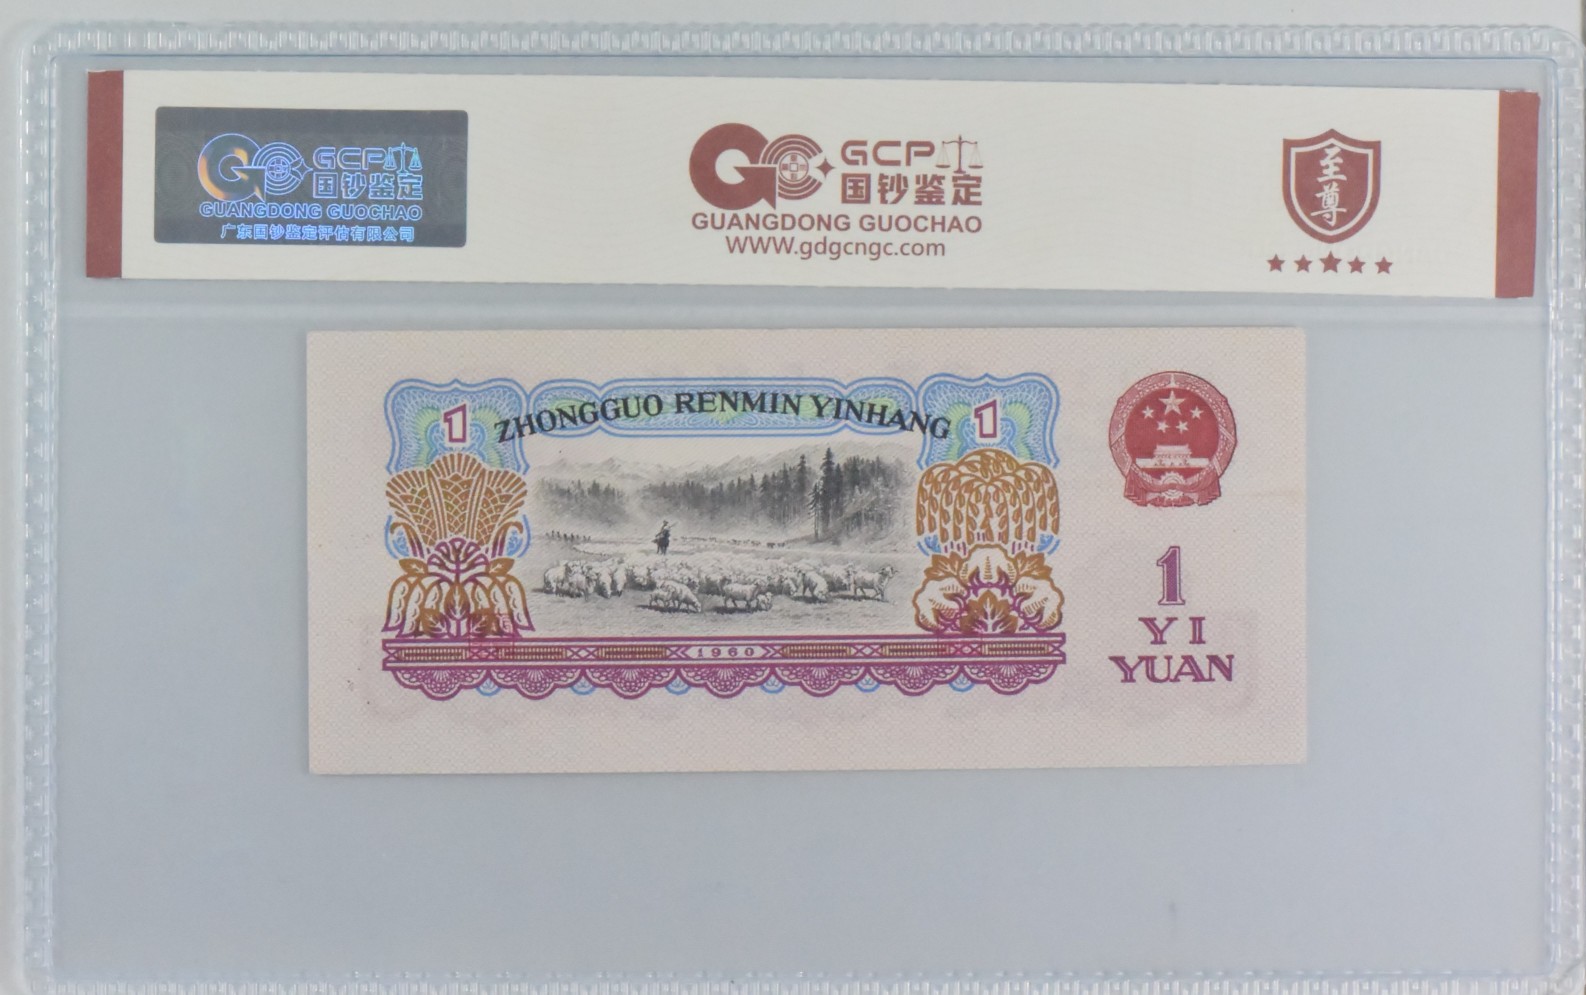 GCP
国钞鉴定
GUANGDONG GUOCHAO
广东国钞鉴定评估有限公司
GCP
国钞鉴定
GUANGDONG GUOCHAO
WWW.gdgcngc.com
至尊
1
ZHONGGUO RENMIN YINHANG
1
1960
1
YI
YUAN